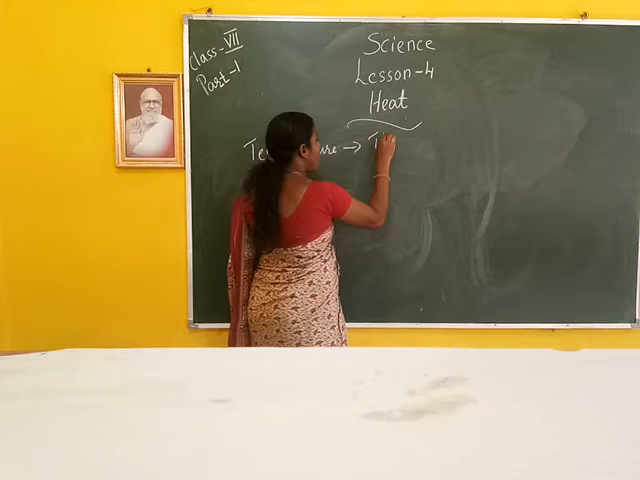 Class-VII
Part-1
Science
Lesson-4
Heat
→ T